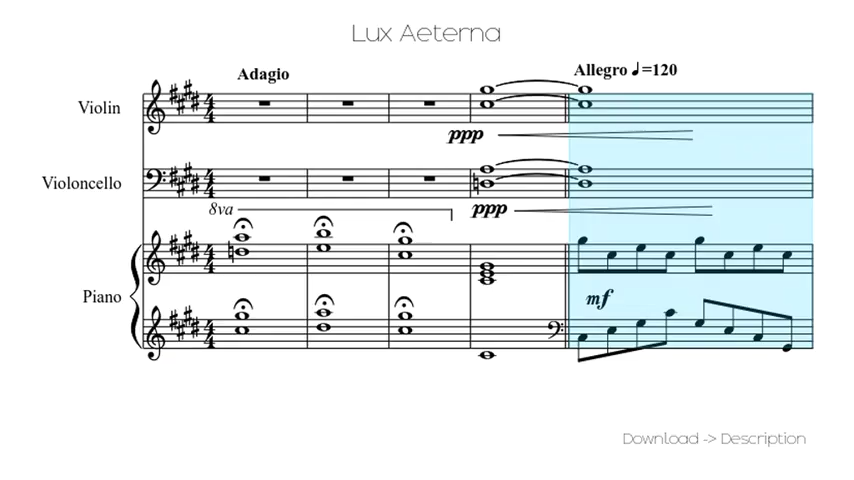 Lux Aeterna
Adagio
Allegro ♩=120
Violin
ppp
Violoncello
8va
ppp
Piano
mf
Download -> Description